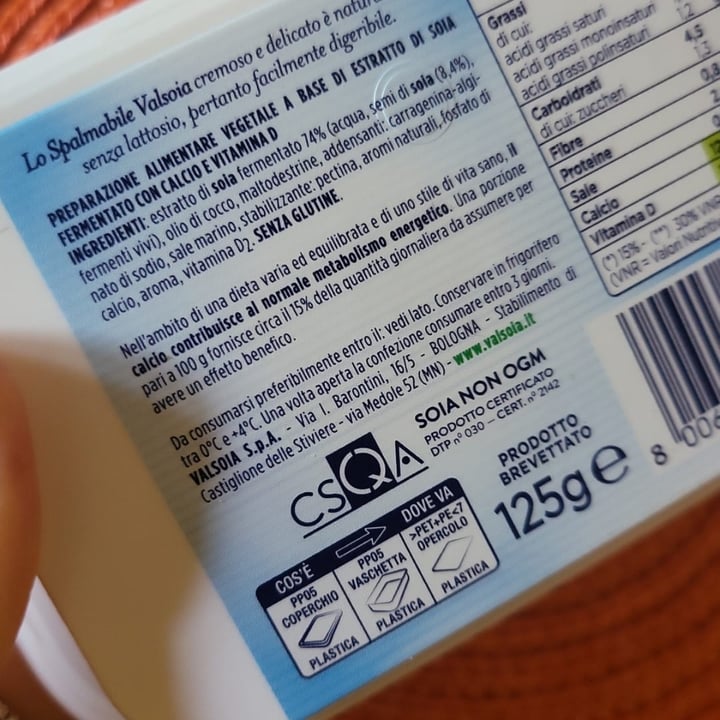 Lo Spalmabile Valsoia cremoso e delicato è
senza lattosio, pertanto facilmente digeribile.
PREPARAZIONE ALIMENTARE VEGETALE A BASE DI ESTRATTO DI SOIA
FERMENTATO CON CALCIO E VITAMINA D
INGREDIENTI: estratto di soia fermentato 74% (acqua, semi di soia (8,4%),
fermenti vivi), olio di cocco, maltodestrine, addensanti: carragenina-algi-
nato di sodio, sale marino, stabilizzante: pectina, aromi naturali, fosfato di
calcio, aroma, vitamina D2. SENZA GLUTINE.
Nell'ambito di una dieta varia ed equilibrata e di uno stile di vita sano, il
calcio contribuisce al normale metabolismo energetico. Una porzione
pari a 100 g fornisce circa il 15% della quantità giornaliera da assumere per
avere un effetto benefico.
Da consumarsi preferibilmente entro il: vedi lato. Conservare in frigorifero
tra 0°C e +4°C. Una volta aperta la confezione consumare entro 3 giorni.
VALSOIA S.p.A. - Via I. Barontini, 16/5 - BOLOGNA - Stabilimento di
Castiglione delle Stiviere - via Medole 52 (MN) - www.valsoia.it
CSQA
SOIA NON OGM
PRODOTTO CERTIFICATO
DTP n° 030 - CERT. n° 2142
PRODOTTO
BREVETTATO
125g e
COS'È
DOVE VA
PP05
COPERCHIO
PLASTICA
PP05
VASCHETTA
PLASTICA
>PET+PE<7
OPERCOLO
PLASTICA
Grassi
di cui:
acidi grassi saturi
acidi grassi monoinsaturi 1,2
acidi grassi polinsaturi 1,3
Carboidrati 4,5
di cui: zuccheri 0,8
Fibre
Proteine
Sale
Calcio
Vitamina D
(*) 15% - (**) 30% VNR
(VNR = Valori
8 006